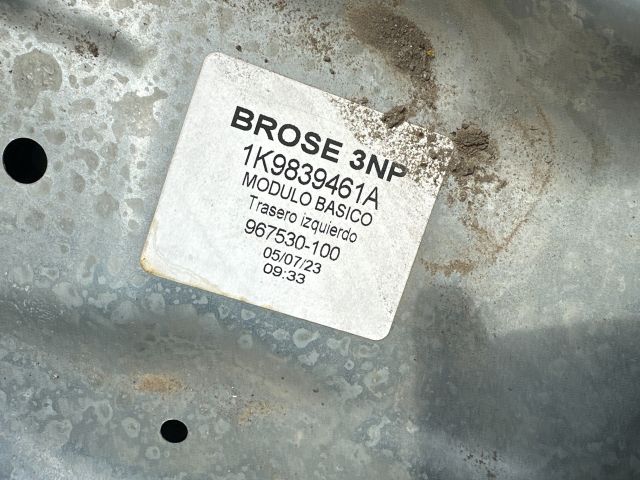 BROSE 3NP
1K9839461A
MODULO BASICO
Trasero izquierdo
967530-100
05/07/23
09:33